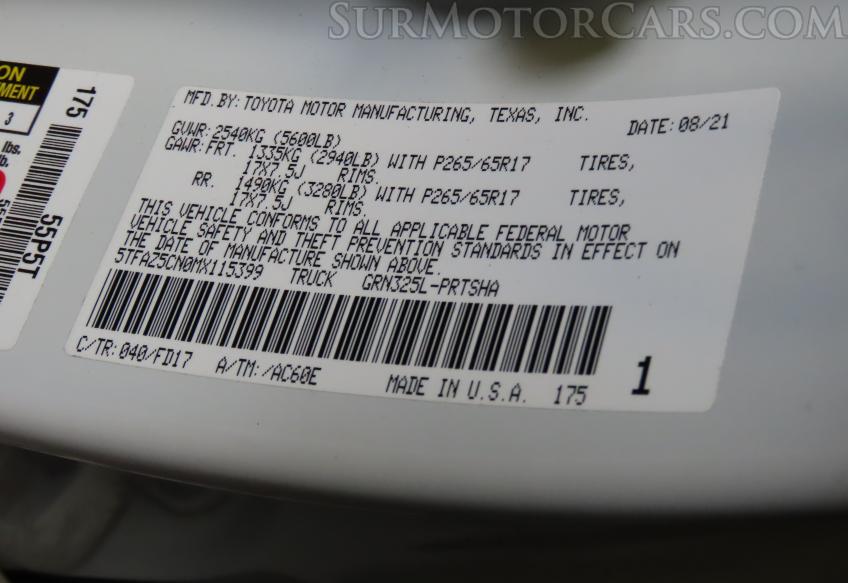 SurMotorCars.com
ON
MENT
3
lbs.
lb.
175
55P5T
MFD.BY:TOYOTA MOTOR MANUFACTURING, TEXAS, INC. DATE:08/21
GVWR:2540KG (5600LB)
GAWR:FRT. 1335KG (2940LB) WITH P265/65R17 TIRES,
17X7.5J RIMS.
RR. 1490KG (3280LB) WITH P265/65R17 TIRES,
17X7.5J RIMS.
THIS VEHICLE CONFORMS TO ALL APPLICABLE FEDERAL MOTOR
VEHICLE SAFETY AND THEFT PREVENTION STANDARDS IN EFFECT ON
THE DATE OF MANUFACTURE SHOWN ABOVE.
5TFAZ5CN0MX115399 TRUCK GRN325L-PRTSHA
C/TR:040/FD17 A/TM:/AC60E MADE IN U.S.A. 175 1